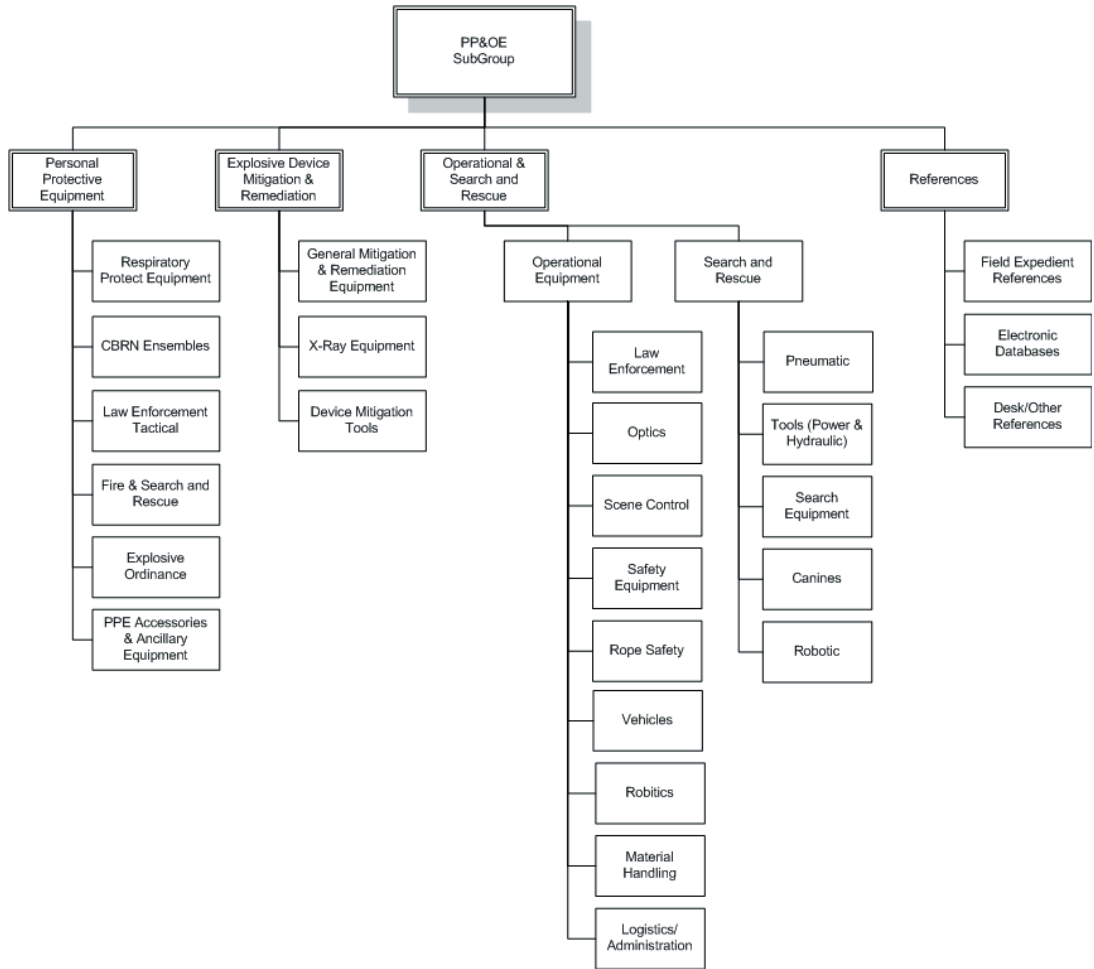 PP&OE
SubGroup
Personal
Protective
Equipment
Explosive Device
Mitigation &
Remediation
Operational &
Search and
Rescue
References
Respiratory
Protect Equipment
CBRN Ensembles
Law Enforcement
Tactical
Fire & Search and
Rescue
Explosive
Ordinance
PPE Accessories
& Ancillary
Equipment
General Mitigation
& Remediation
Equipment
X-Ray Equipment
Device Mitigation
Tools
Operational
Equipment
Law
Enforcement
Optics
Scene Control
Safety
Equipment
Rope Safety
Vehicles
Robitics
Material
Handling
Logistics/
Administration
Search and
Rescue
Pneumatic
Tools (Power &
Hydraulic)
Search
Equipment
Canines
Robotic
Field Expedient
References
Electronic
Databases
Desk/Other
References